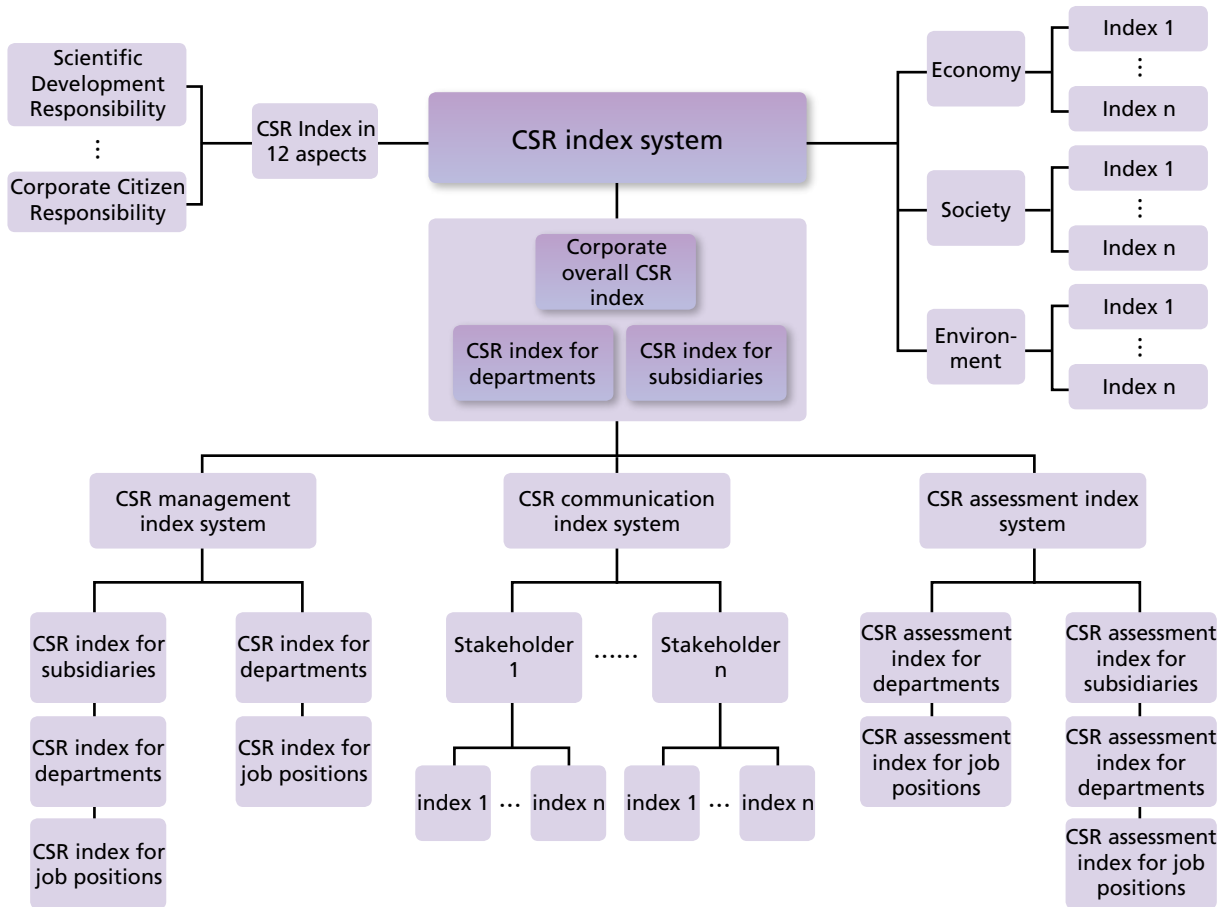 Scientific
Development
Responsibility
⋮
Corporate Citizen
Responsibility
CSR Index in
12 aspects
CSR index system
Economy
Index 1
⋮
Index n
Society
Index 1
⋮
Index n
Environ-
ment
Index 1
⋮
Index n
Corporate
overall CSR
index
CSR index for
departments
CSR index for
subsidiaries
CSR management
index system
CSR index for
subsidiaries
CSR index for
departments
CSR index for
job positions
CSR index for
departments
CSR index for
job positions
CSR communication
index system
Stakeholder
1
……
Stakeholder
n
index 1 … index n
index 1 … index n
CSR assessment index
system
CSR assessment
index for
departments
CSR assessment
index for job
positions
CSR assessment
index for
subsidiaries
CSR assessment
index for
departments
CSR assessment
index for job
positions